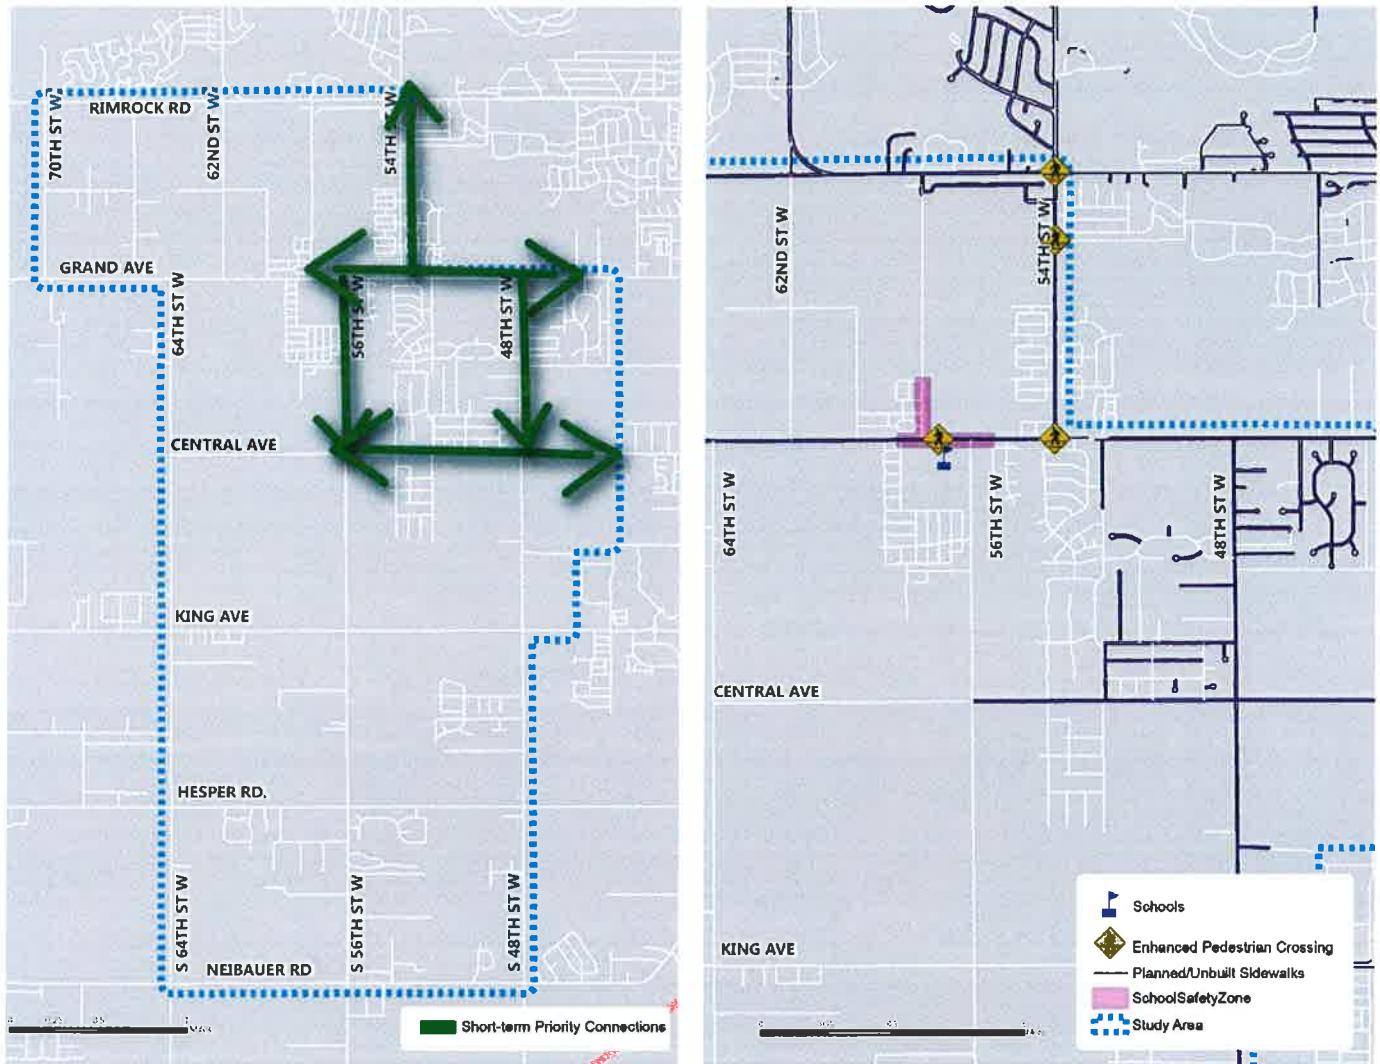 RIMROCK RD
70TH ST W
62ND ST W
54TH ST W
GRAND AVE
64TH ST W
56TH ST W
48TH ST W
CENTRAL AVE
KING AVE
HESPER RD.
S 64TH ST W
S 56TH ST W
S 48TH ST W
NEIBAUER RD
Short-term Priority Connections
62ND ST W
54TH ST W
64TH ST W
56TH ST W
48TH ST W
CENTRAL AVE
KING AVE
Schools
Enhanced Pedestrian Crossing
Planned/Unbuilt Sidewalks
SchoolSafetyZone
Study Area